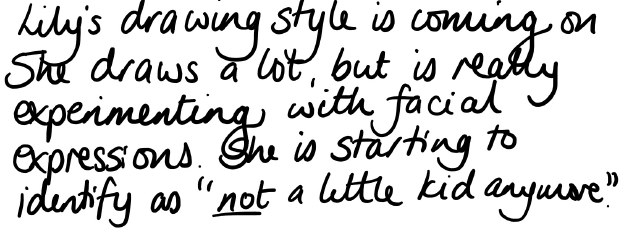 Lily's drawing style is coming on
She draws a lot, but is really
experimenting with facial
expressions. She is starting to
identify as "not a little kid anymore."